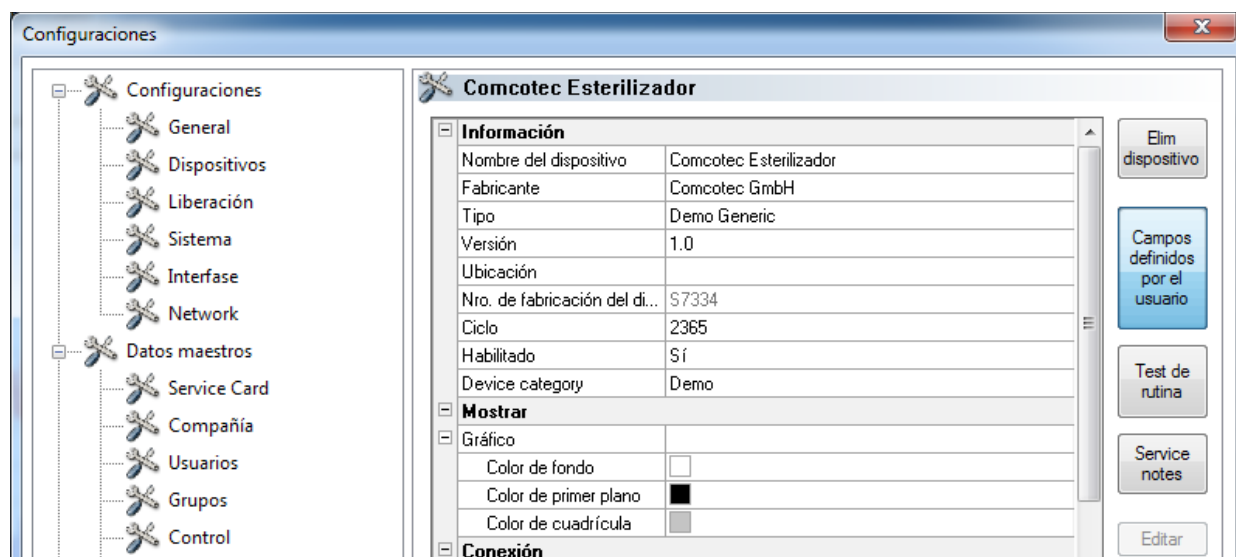 Configuraciones
Configuraciones
General
Dispositivos
Liberación
Sistema
Interfase
Network
Datos maestros
Service Card
Compañía
Usuarios
Grupos
Control
Comcotec Esterilizador
Información
Nombre del dispositivo Comcotec Esterilizador
Fabricante Comcotec GmbH
Tipo Demo Generic
Versión 1.0
Ubicación
Nro. de fabricación del di... S7334
Ciclo 2365
Habilitado Sí
Device category Demo
Mostrar
Gráfico
Color de fondo
Color de primer plano
Color de cuadrícula
Conexión
Elim
dispositivo
Campos
definidos
por el
usuario
Test de
rutina
Service
notes
Editar